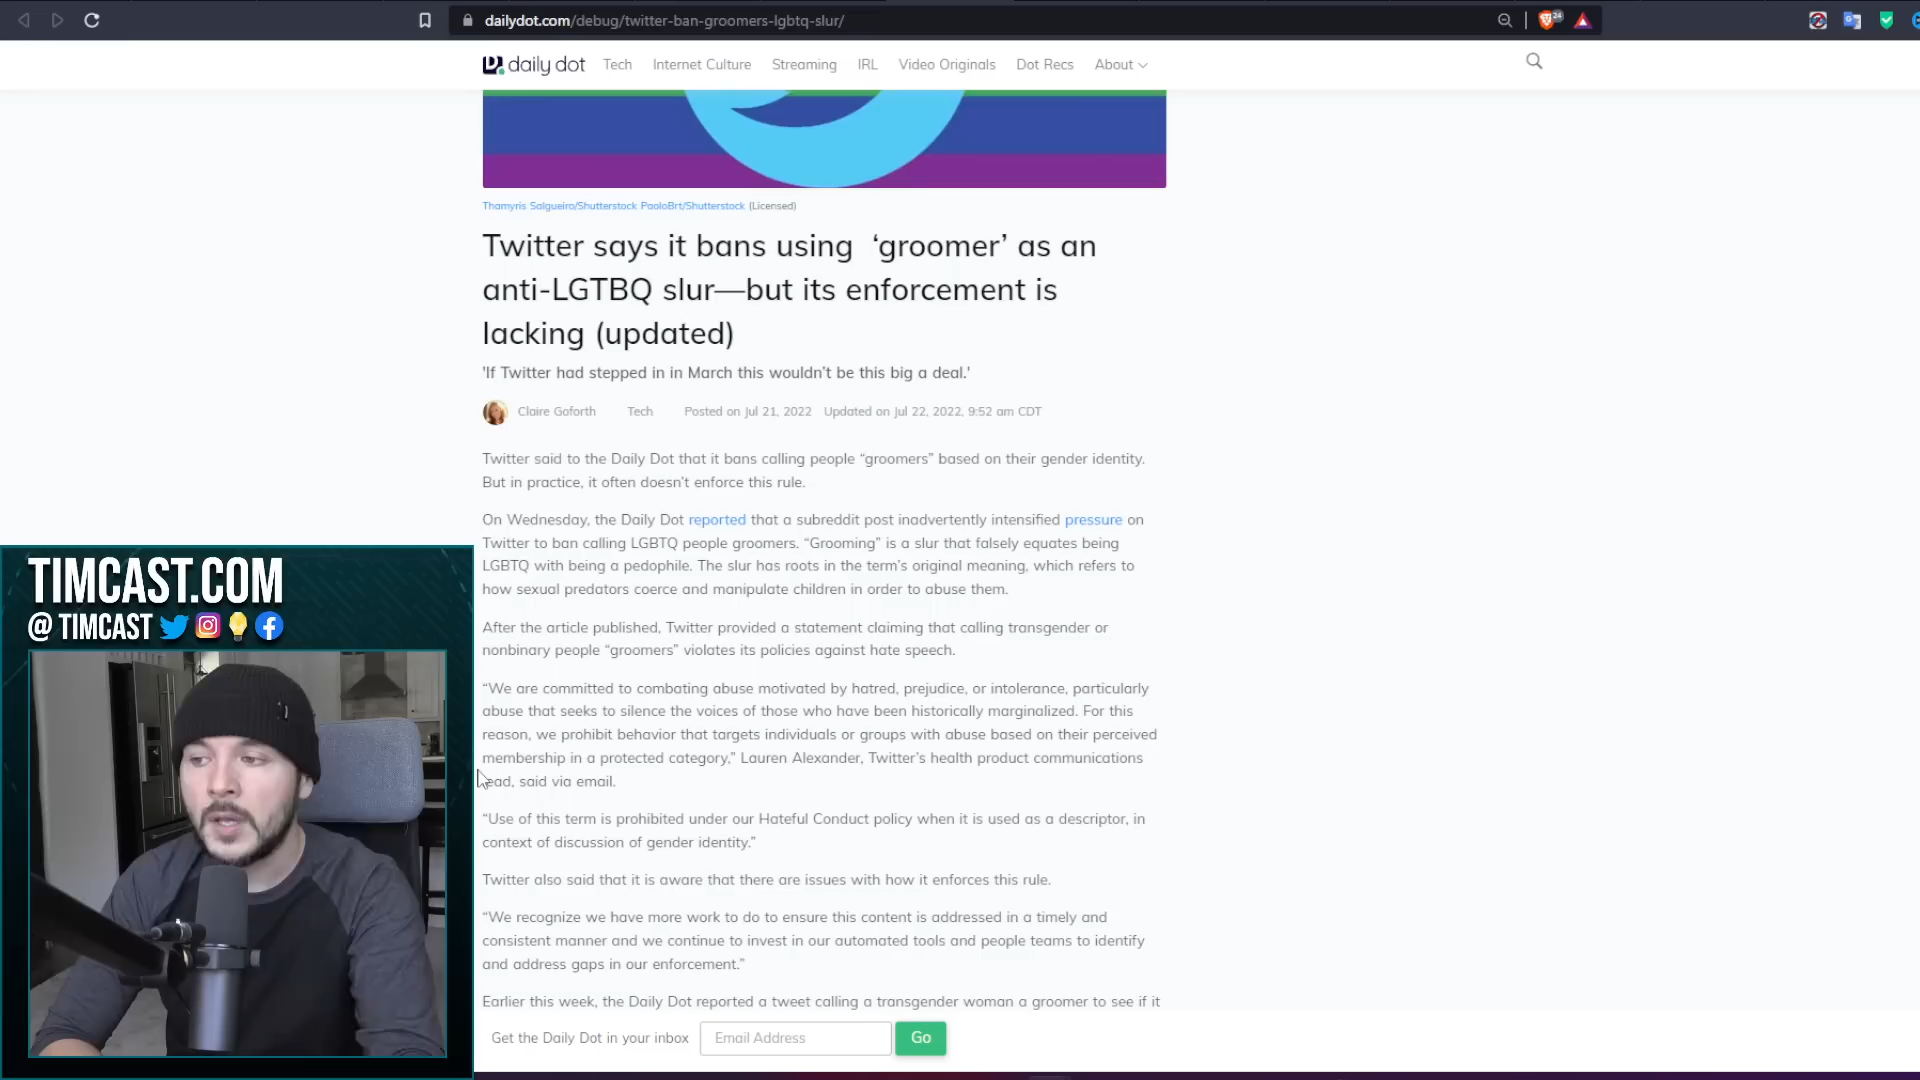 dailydot.com/debug/twitter-ban-groomers-lgbtq-slur/
24
daily dot Tech Internet Culture Streaming IRL Video Originals Dot Recs About
Thamyris Salgueiro/Shutterstock PaoloBrt/Shutterstock (Licensed)
Twitter says it bans using ‘groomer’ as an
anti-LGTBQ slur—but its enforcement is
lacking (updated)
'If Twitter had stepped in in March this wouldn’t be this big a deal.'
Claire Goforth Tech Posted on Jul 21, 2022 Updated on Jul 22, 2022, 9:52 am CDT
Twitter said to the Daily Dot that it bans calling people “groomers” based on their gender identity.
But in practice, it often doesn’t enforce this rule.
On Wednesday, the Daily Dot reported that a subreddit post inadvertently intensified pressure on
Twitter to ban calling LGBTQ people groomers. “Grooming” is a slur that falsely equates being
LGBTQ with being a pedophile. The slur has roots in the term’s original meaning, which refers to
how sexual predators coerce and manipulate children in order to abuse them.
After the article published, Twitter provided a statement claiming that calling transgender or
nonbinary people “groomers” violates its policies against hate speech.
“We are committed to combating abuse motivated by hatred, prejudice, or intolerance, particularly
abuse that seeks to silence the voices of those who have been historically marginalized. For this
reason, we prohibit behavior that targets individuals or groups with abuse based on their perceived
membership in a protected category,” Lauren Alexander, Twitter’s health product communications
lead, said via email.
“Use of this term is prohibited under our Hateful Conduct policy when it is used as a descriptor, in
context of discussion of gender identity.”
Twitter also said that it is aware that there are issues with how it enforces this rule.
“We recognize we have more work to do to ensure this content is addressed in a timely and
consistent manner and we continue to invest in our automated tools and people teams to identify
and address gaps in our enforcement.”
Earlier this week, the Daily Dot reported a tweet calling a transgender woman a groomer to see if it
Get the Daily Dot in your inbox Email Address Go
TIMCAST.COM
@ TIMCAST